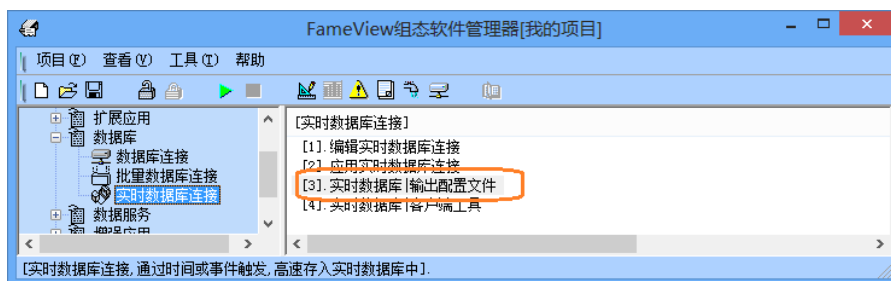 FameView组态软件管理器[我的项目]
项目(P) 查看(V) 工具(T) 帮助
扩展应用
数据库
数据库连接
批量数据库连接
实时数据库连接
数据服务
增强应用
[实时数据库连接]
[1].编辑实时数据库连接
[2].应用实时数据库连接
[3].实时数据库|输出配置文件
[4].实时数据库|客户端工具
[实时数据库连接,通过时间或事件触发,高速存入实时数据库中].